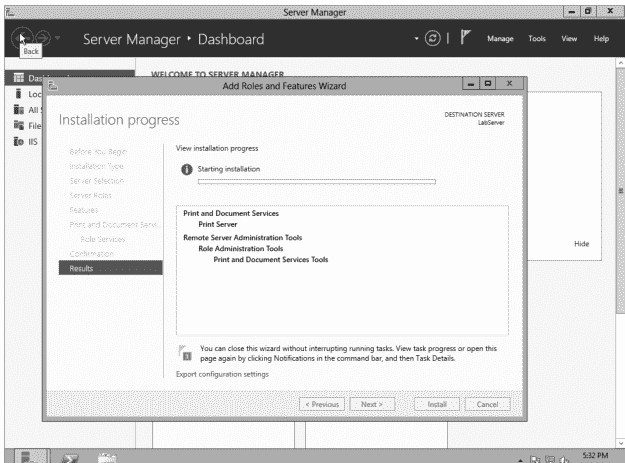 Server Manager
Back
Server Manager • Dashboard
Manage Tools View Help
WELCOME TO SERVER MANAGER
IIS
Add Roles and Features Wizard
Installation progress
DESTINATION SERVER
LabServer
Before You Begin
Installation Type
Server Selection
Server Roles
Features
Print and Document Servi...
Role Services
Confirmation
Results
View installation progress
Starting installation
Print and Document Services
Print Server
Remote Server Administration Tools
Role Administration Tools
Print and Document Services Tools
You can close this wizard without interrupting running tasks. View task progress or open this
page again by clicking Notifications in the command bar, and then Task Details.
Export configuration settings
< Previous
Next >
Install
Cancel
Hide
5:32 PM